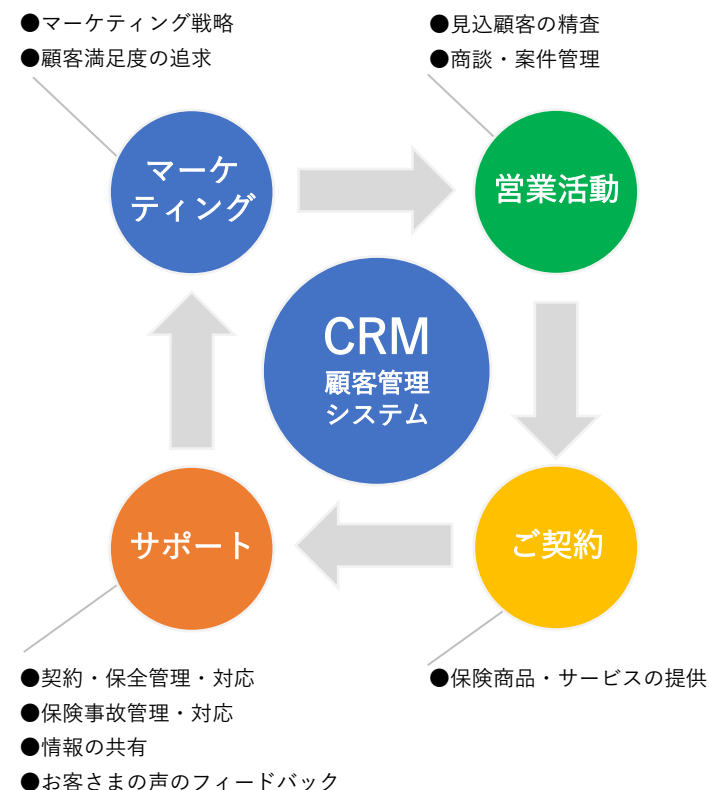 ●マーケティング戦略
●顧客満足度の追求
●見込顧客の精査
●商談・案件管理
マーケ
ティング
営業活動
CRM
顧客管理
システム
サポート
ご契約
●契約・保全管理・対応
●保険事故管理・対応
●情報の共有
●お客さまの声のフィードバック
●保険商品・サービスの提供